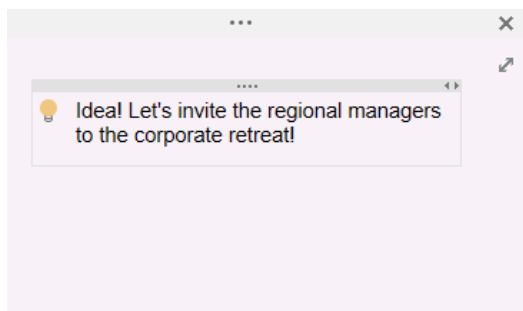 Idea! Let's invite the regional managers
to the corporate retreat!